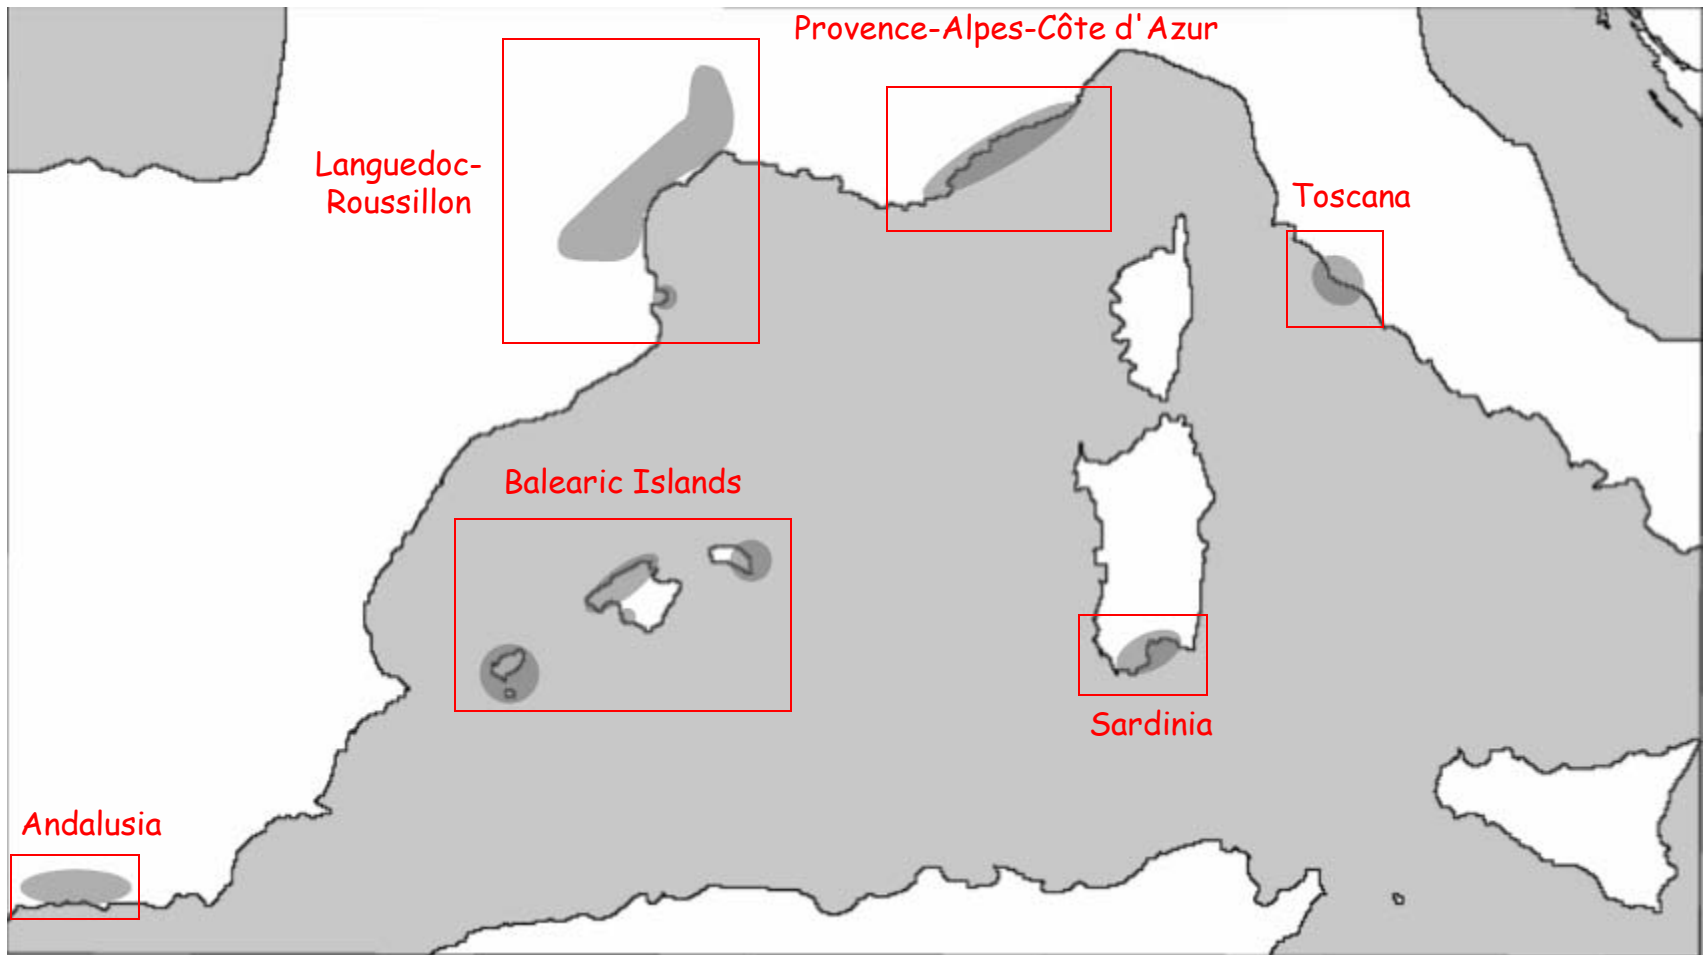 Provence-Alpes-Côte d'Azur
Languedoc-
Roussillon
Toscana
Balearic Islands
Sardinia
Andalusia